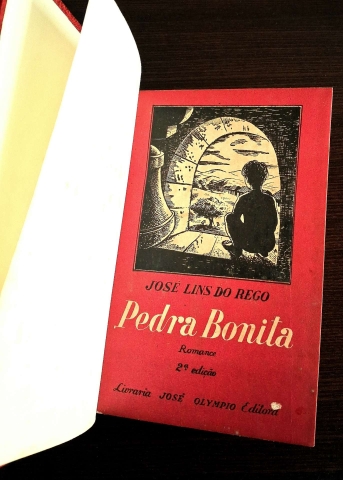 JOSE LINS DO REGO
Pedra Bonita
Romance
2ª edição
Livraria JOSÉ OLYMPIO Editora